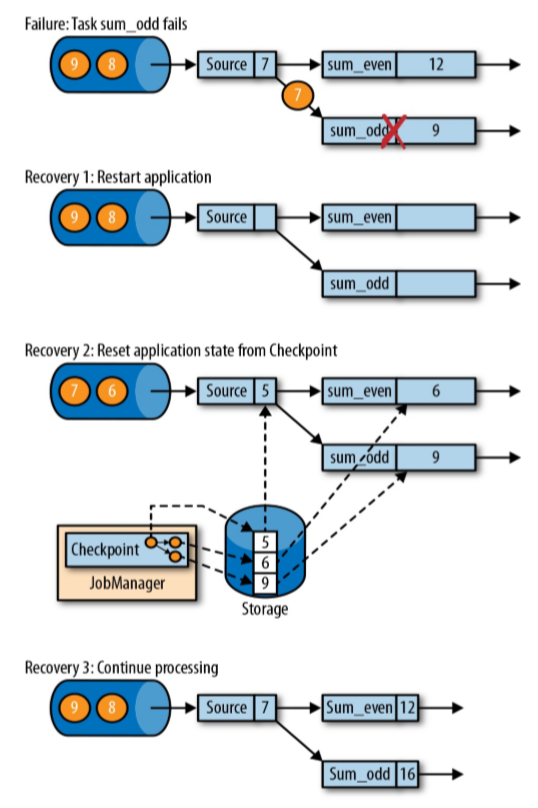 Failure: Task sum_odd fails
9 8 Source 7 sum_even 12
7
sum_odd 9
Recovery 1: Restart application
9 8 Source sum_even
sum_odd
Recovery 2: Reset application state from Checkpoint
7 6 Source 5 sum_even 6
sum_odd 9
Checkpoint
JobManager
5
6
9
Storage
Recovery 3: Continue processing
9 8 Source 7 Sum_even 12
Sum_odd 16